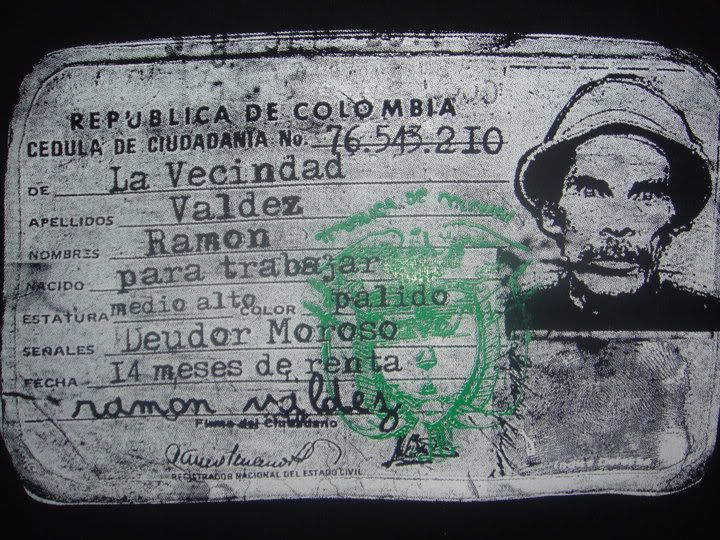 REPUBLICA DE COLOMBIA
CEDULA DE CIUDADANIA No. 76.543.210
DE La Vecindad
APELLIDOS Valdez
NOMBRES Ramon
NACIDO para trabajar
ESTATURA medio alto COLOR palido
SEÑALES Deudor Moroso
FECHA 14 meses de renta
ramon valdez
Firma del Ciudadano
REGISTRADOR NACIONAL DEL ESTADO CIVIL